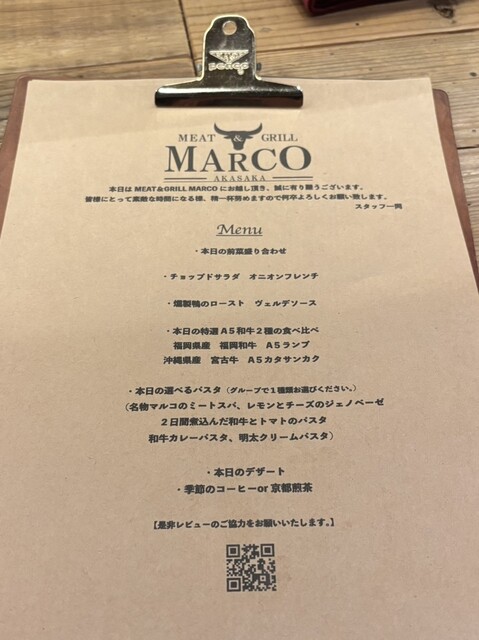 penco
MEAT & GRILL
MARCO
AKASAKA
本日は MEAT&GRILL MARCO にお越し頂き、誠に有り難うございます。
皆様にとって素敵な時間になる様、精一杯努めますので何卒よろしくお願い致します。
スタッフ一同
Menu
・本日の前菜盛り合わせ
・チョップドサラダ オニオンフレンチ
・燻製鴨のロースト ヴェルデソース
・本日の特選A5和牛2種の食べ比べ
福岡県産 福岡和牛 A5ランプ
沖縄県産 宮古牛 A5カタサンカク
・本日の選べるパスタ（グループで1種類お選びください。）
（名物マルコのミートスパ、レモンとチーズのジェノベーゼ
2日間煮込んだ和牛とトマトのパスタ
和牛カレーパスタ、明太クリームパスタ）
・本日のデザート
・季節のコーヒーor 京都煎茶
【是非レビューのご協力をお願いいたします。】